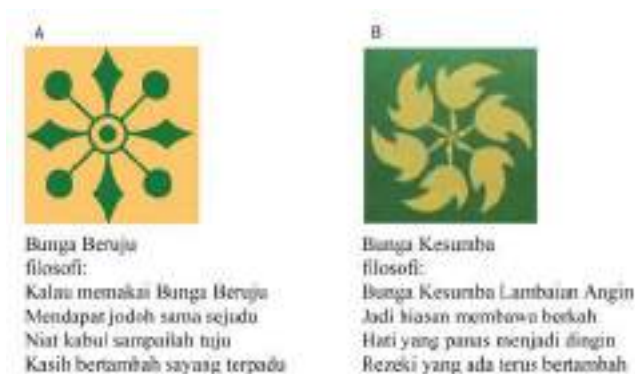 A
Bunga Beruju
filosofi:
Kalau memakai Bunga Beruju
Mendapat jodoh sama sejudu
Niat kabul sampailah tuju
Kasih bertambah sayang terpadu
B
Bunga Kesumba
filosofi:
Bunga Kesumba Lambaian Angin
Jadi hiasan membawa berkah
Hati yang panas menjadi dingin
Rezeki yang ada terus bertambah